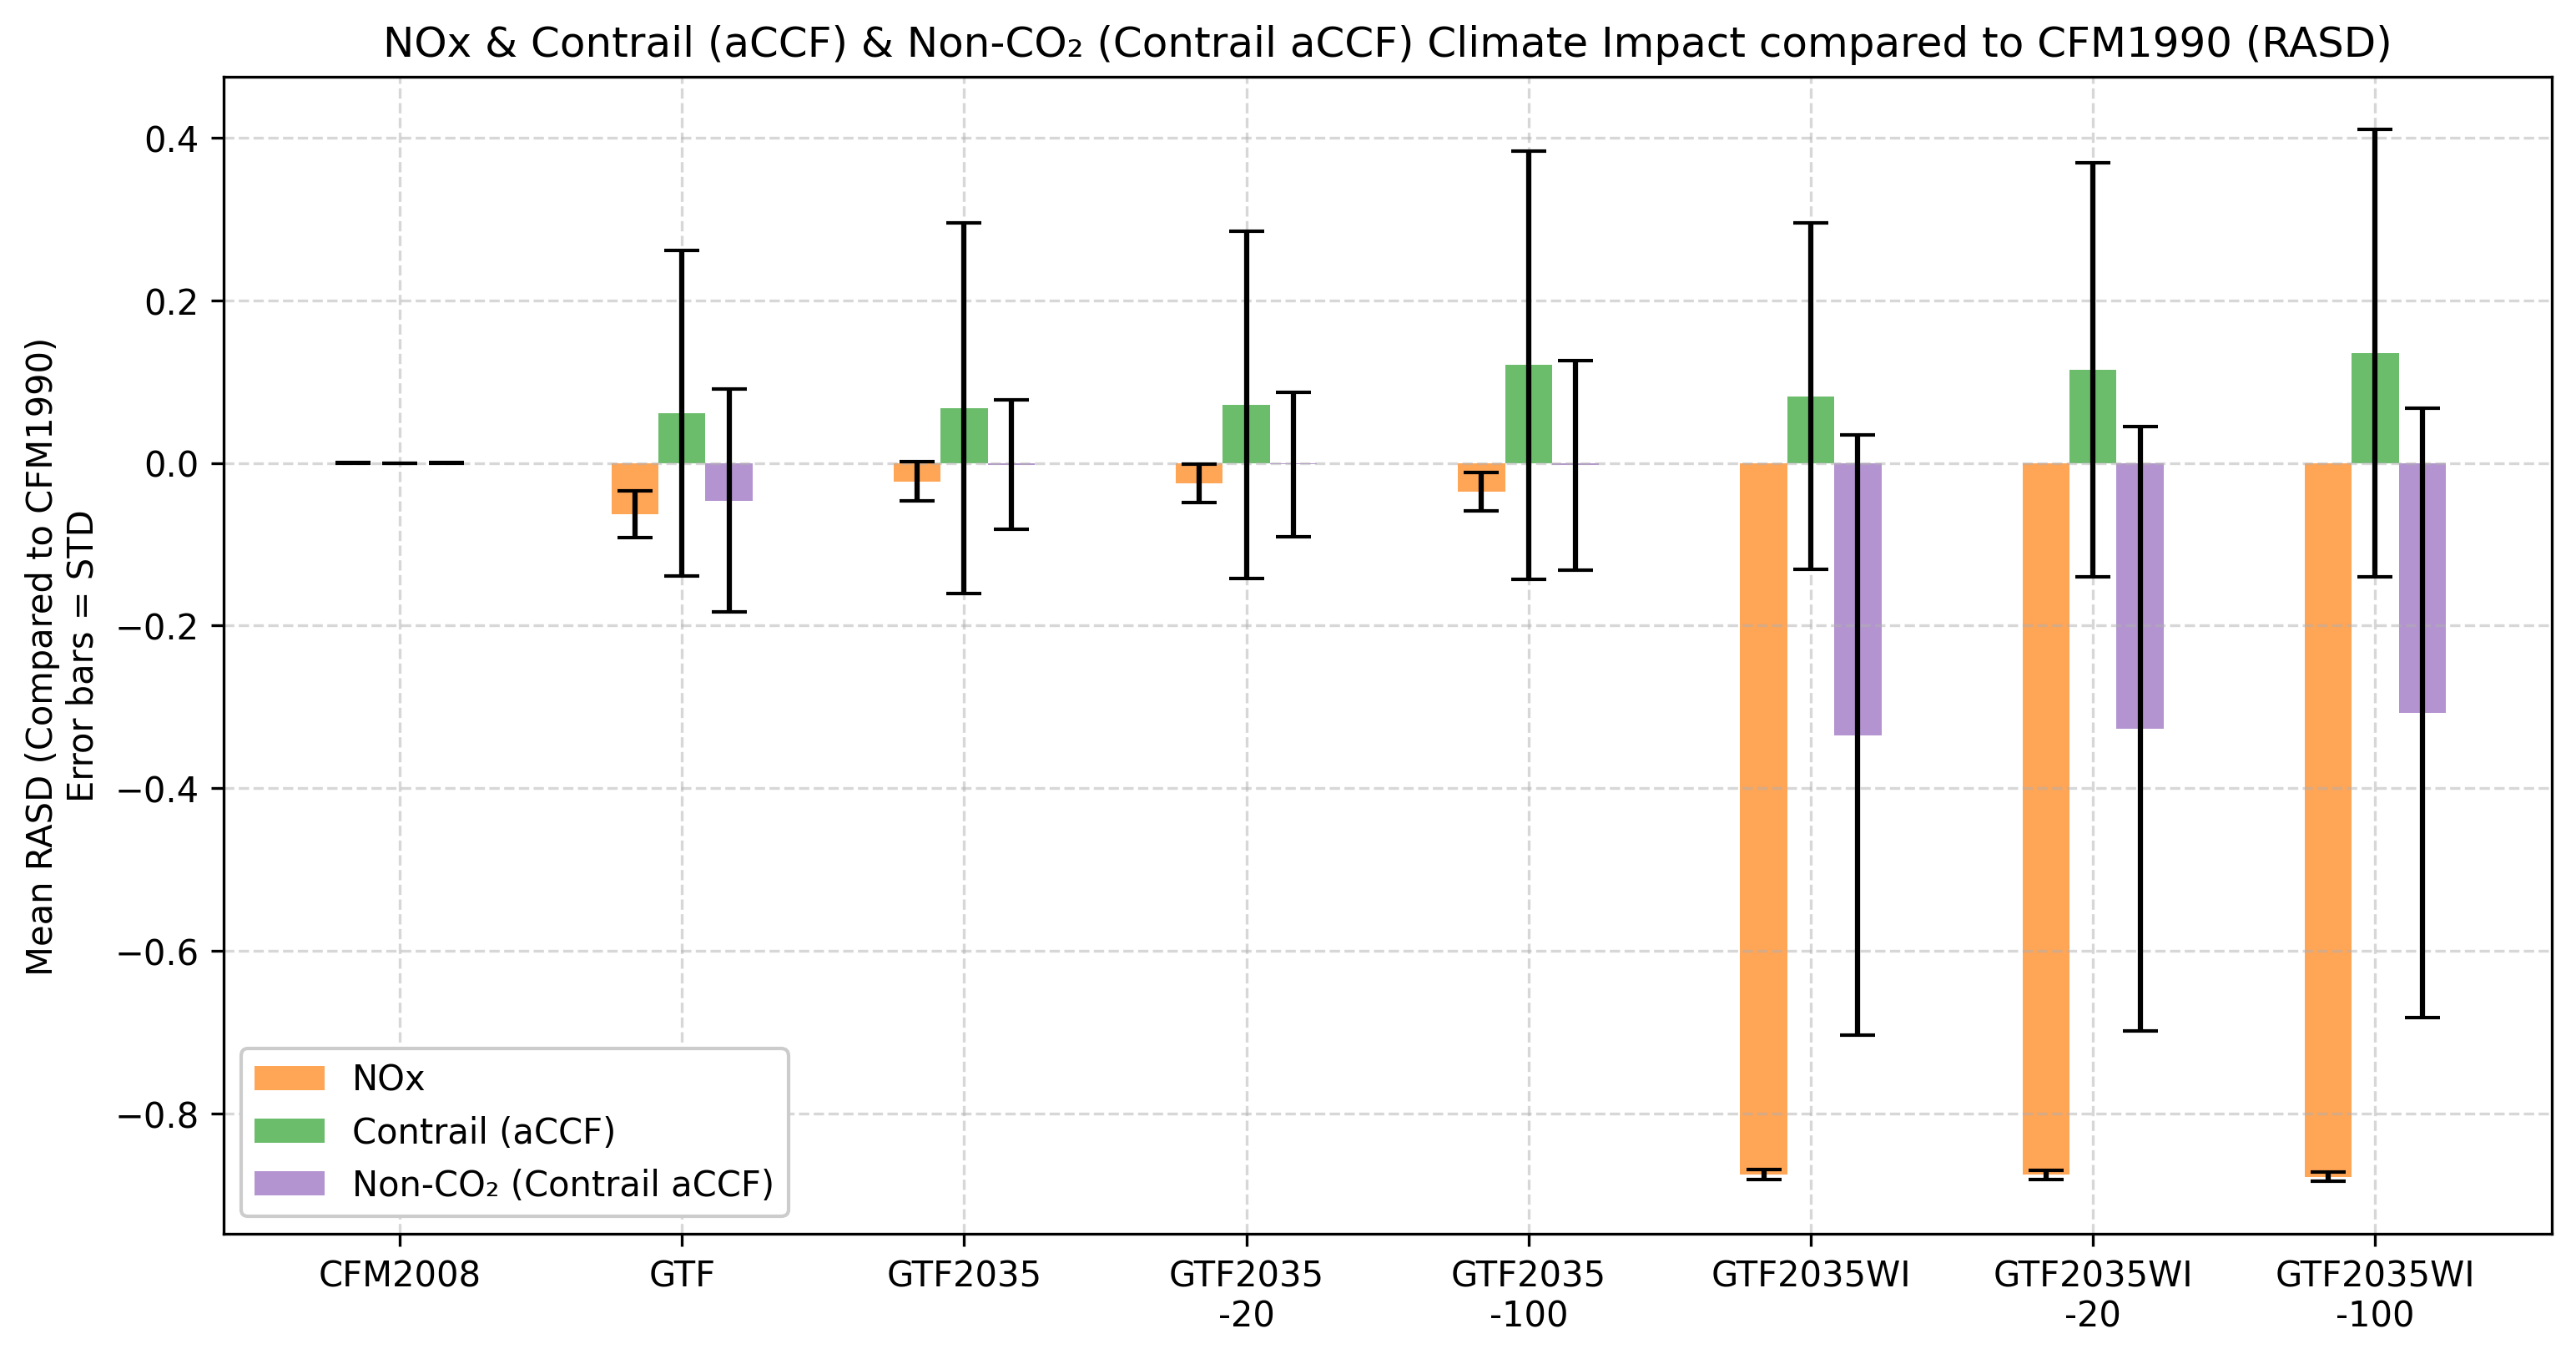 NOx & Contrail (aCCF) & Non-CO₂ (Contrail aCCF) Climate Impact compared to CFM1990 (RASD)
Mean RASD (Compared to CFM1990)
Error bars = STD
0.4
0.2
0.0
−0.2
−0.4
−0.6
−0.8
NOx
Contrail (aCCF)
Non-CO₂ (Contrail aCCF)
CFM2008
GTF
GTF2035
GTF2035
-20
GTF2035
-100
GTF2035WI
GTF2035WI
-20
GTF2035WI
-100